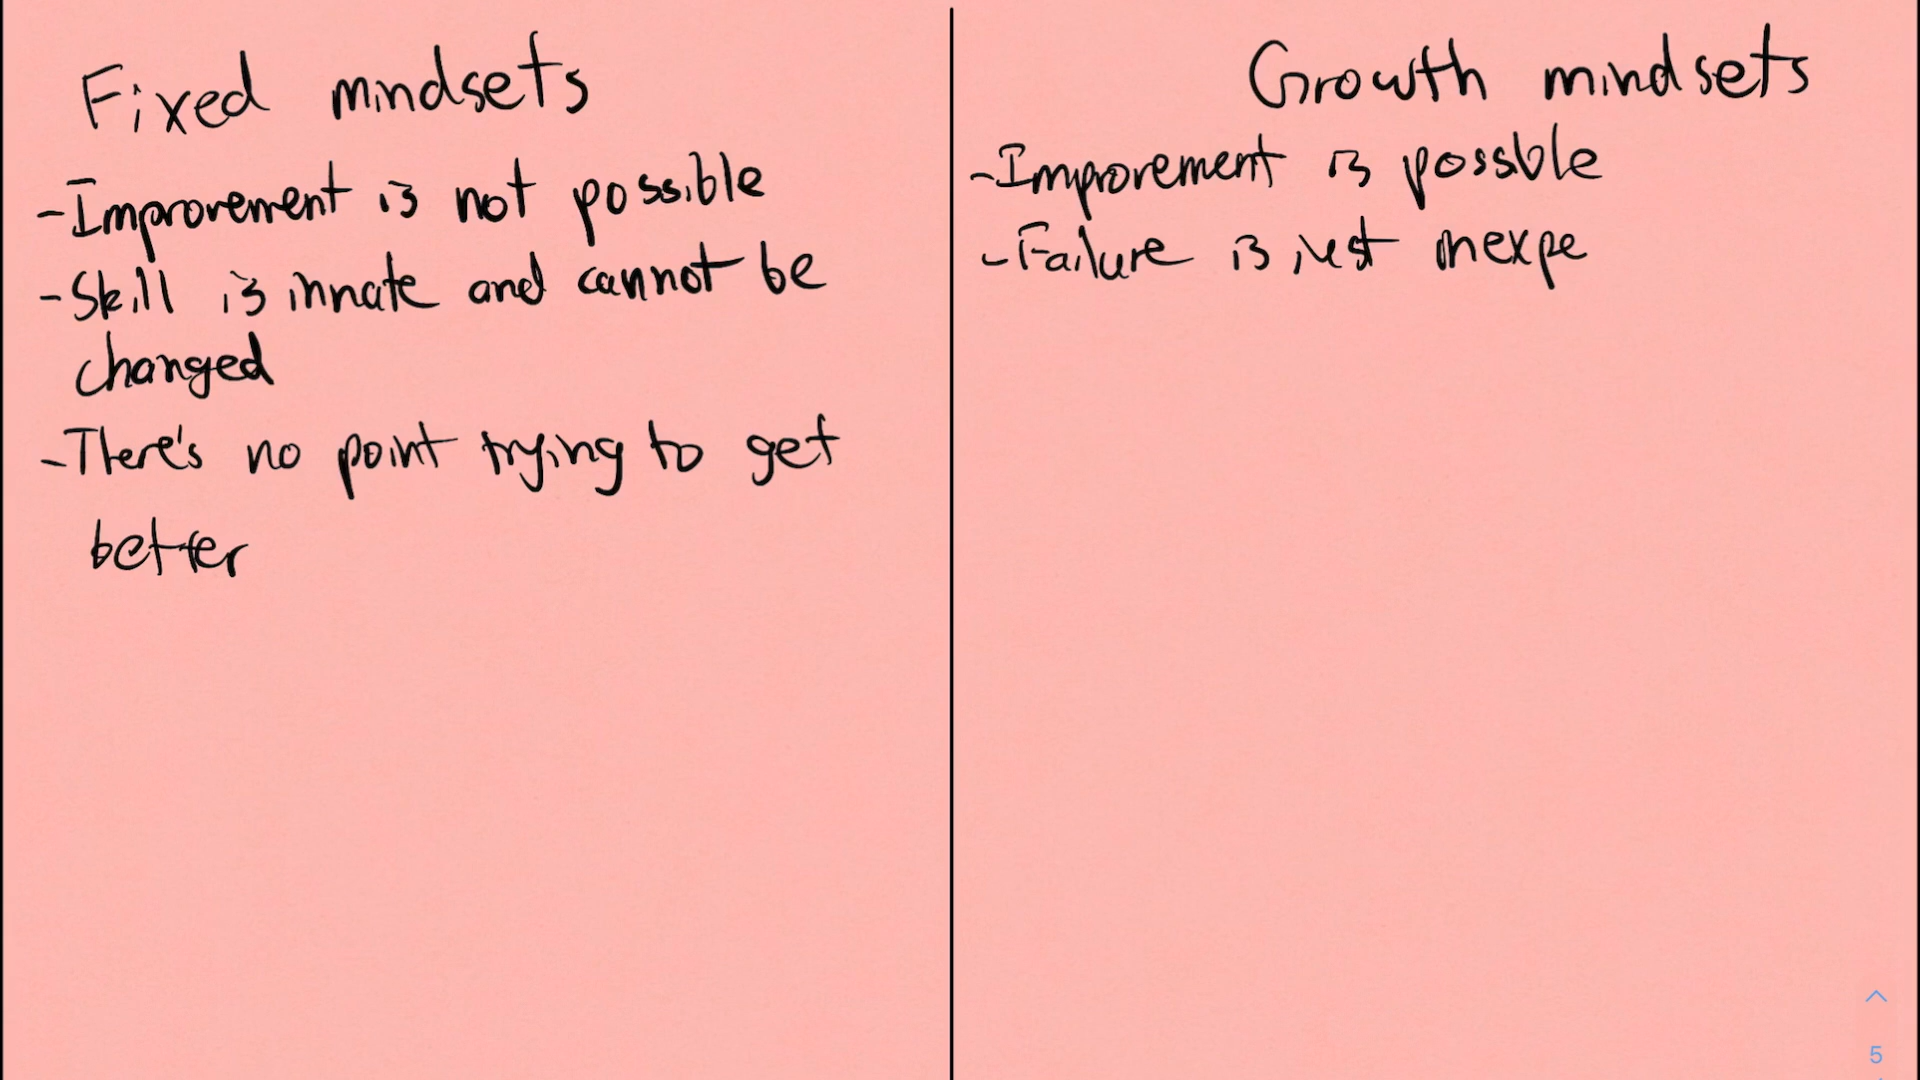 Fixed mindsets
-Improvement is not possible
-Skill is innate and cannot be
changed
-There's no point trying to get
better
Growth mindsets
-Improvement is possible
-Failure is just inexpe
5